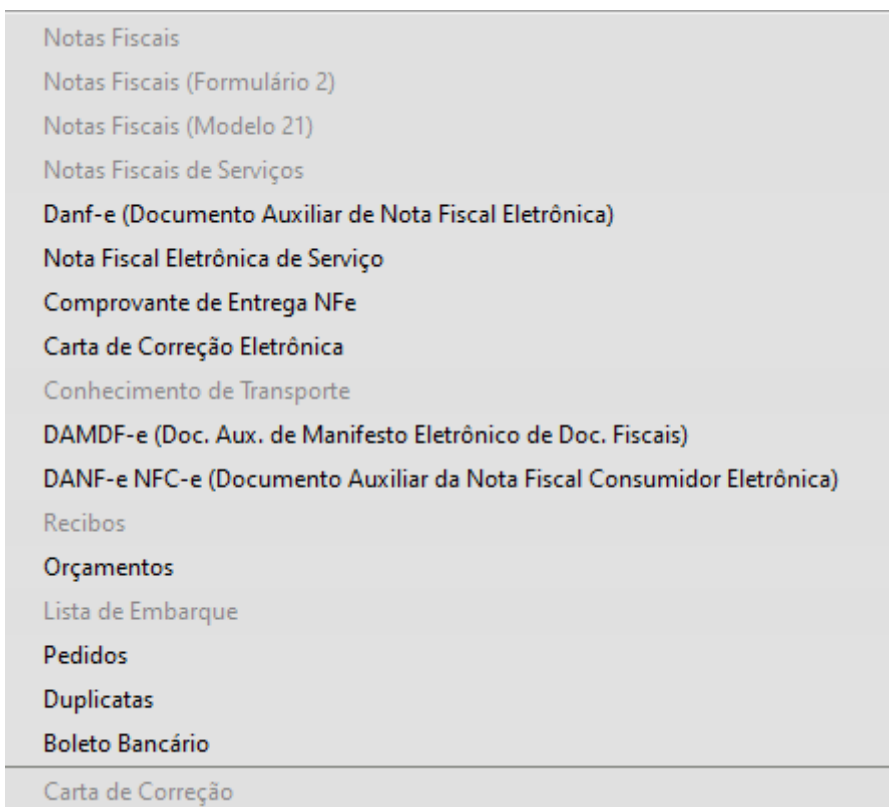 Notas Fiscais
Notas Fiscais (Formulário 2)
Notas Fiscais (Modelo 21)
Notas Fiscais de Serviços
Danf-e (Documento Auxiliar de Nota Fiscal Eletrônica)
Nota Fiscal Eletrônica de Serviço
Comprovante de Entrega NFe
Carta de Correção Eletrônica
Conhecimento de Transporte
DAMDF-e (Doc. Aux. de Manifesto Eletrônico de Doc. Fiscais)
DANF-e NFC-e (Documento Auxiliar da Nota Fiscal Consumidor Eletrônica)
Recibos
Orçamentos
Lista de Embarque
Pedidos
Duplicatas
Boleto Bancário
Carta de Correção